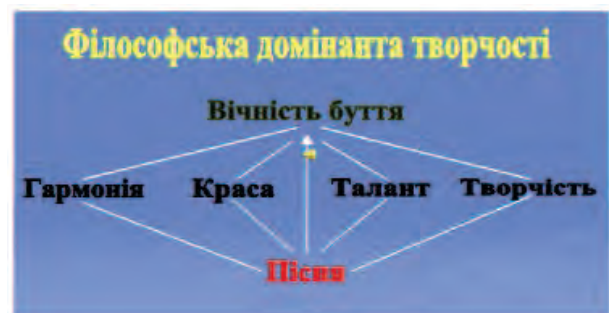 Філософська домінанта творчості
Вічність буття
Гармонія Краса Талант Творчість
Пісня